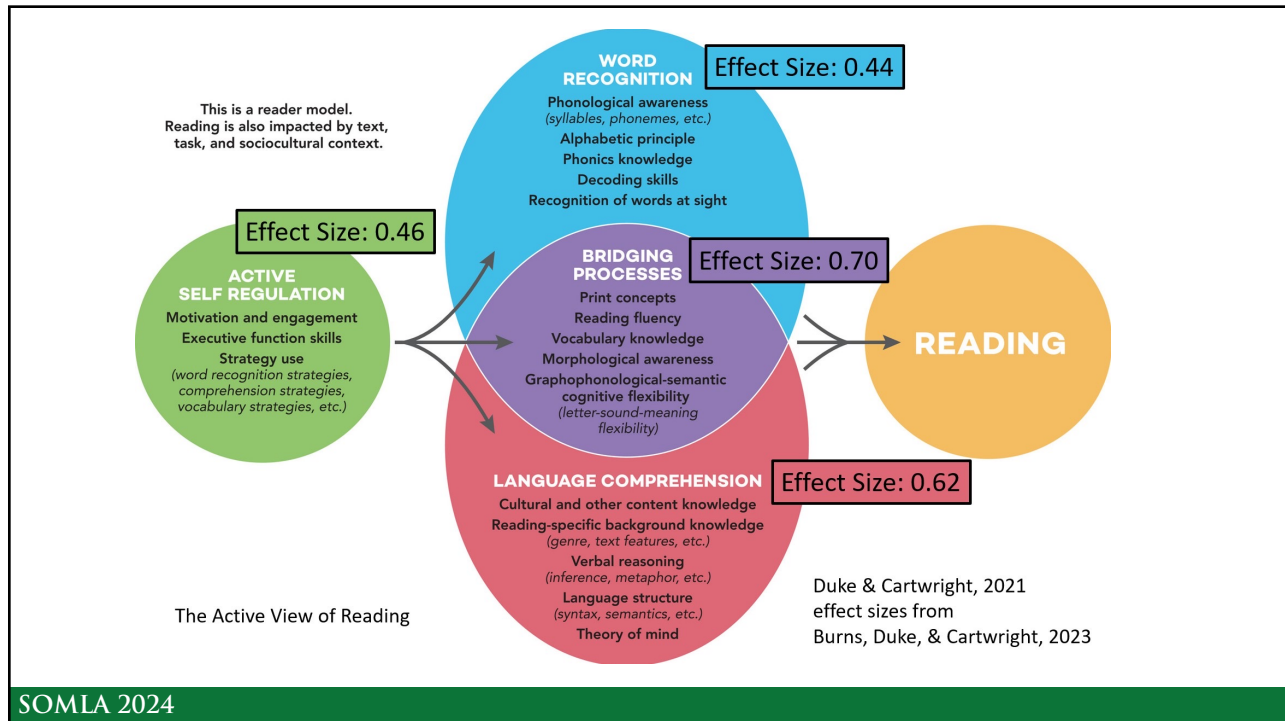 This is a reader model.
Reading is also impacted by text,
task, and sociocultural context.
WORD
RECOGNITION
Effect Size: 0.44
Phonological awareness
(syllables, phonemes, etc.)
Alphabetic principle
Phonics knowledge
Decoding skills
Recognition of words at sight
Effect Size: 0.46
ACTIVE
SELF REGULATION
Motivation and engagement
Executive function skills
Strategy use
(word recognition strategies,
comprehension strategies,
vocabulary strategies, etc.)
BRIDGING
PROCESSES
Effect Size: 0.70
Print concepts
Reading fluency
Vocabulary knowledge
Morphological awareness
Graphophonological-semantic
cognitive flexibility
(letter-sound-meaning
flexibility)
READING
LANGUAGE COMPREHENSION
Effect Size: 0.62
Cultural and other content knowledge
Reading-specific background knowledge
(genre, text features, etc.)
Verbal reasoning
(inference, metaphor, etc.)
Language structure
(syntax, semantics, etc.)
Theory of mind
The Active View of Reading
Duke & Cartwright, 2021
effect sizes from
Burns, Duke, & Cartwright, 2023
SOMLA 2024